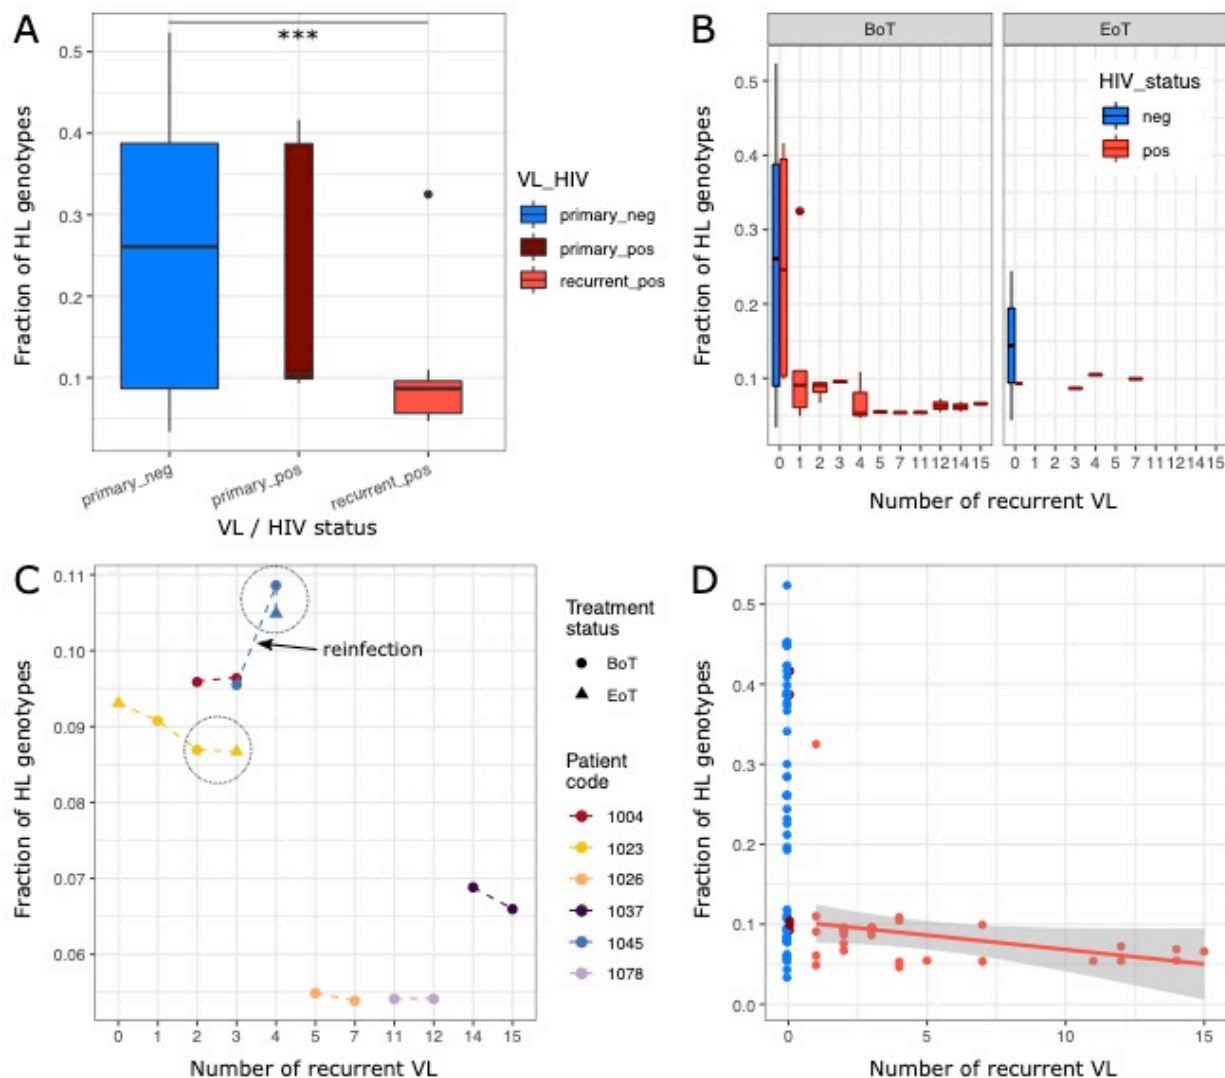 A
***
0.5
0.4
0.3
0.2
0.1
Fraction of HL genotypes
primary_neg
primary_pos
recurrent_pos
VL / HIV status
VL_HIV
primary_neg
primary_pos
recurrent_pos
B
BoT
EoT
HIV_status
neg
pos
0.5
0.4
0.3
0.2
0.1
Fraction of HL genotypes
0 1 2 3 4 5 7 11 12 14 15
0 1 2 3 4 5 7 11 12 14 15
Number of recurrent VL
C
0.11
0.10
0.09
0.08
0.07
0.06
Fraction of HL genotypes
reinfection
0 1 2 3 4 5 7 11 12 14 15
Number of recurrent VL
Treatment
status
BoT
EoT
Patient
code
1004
1023
1026
1037
1045
1078
D
0.5
0.4
0.3
0.2
0.1
0.0
Fraction of HL genotypes
0 5 10 15
Number of recurrent VL